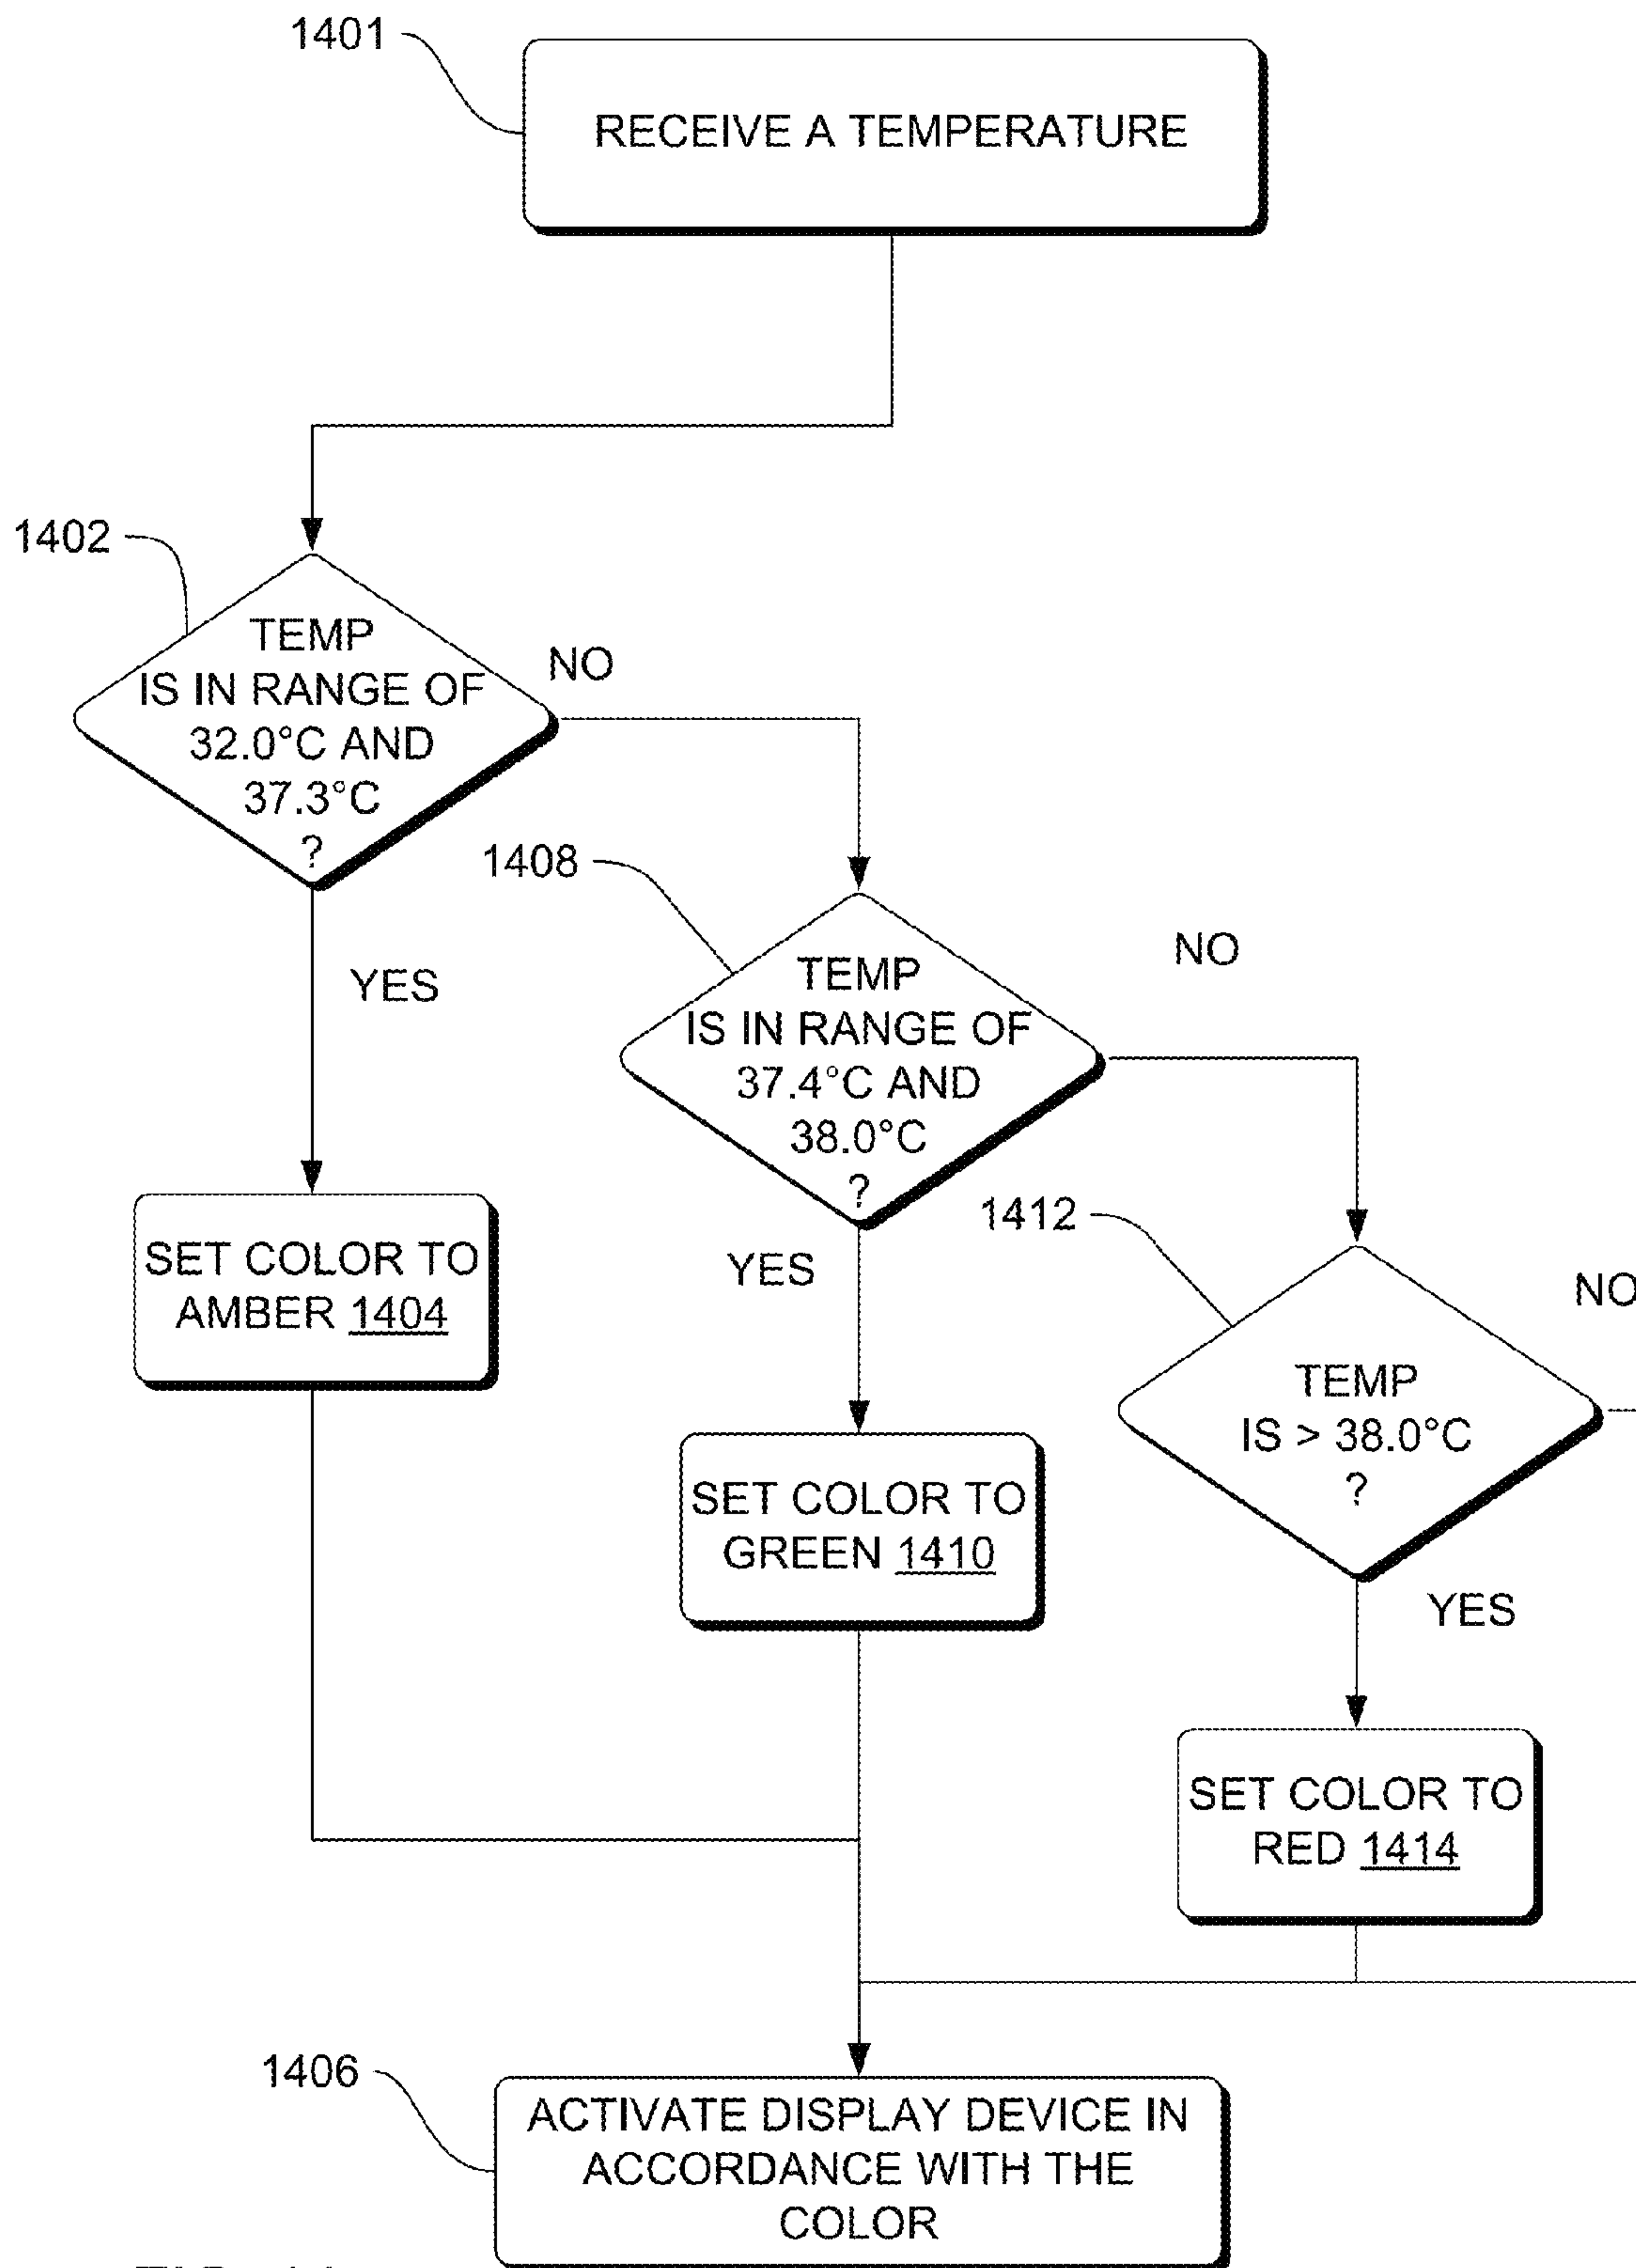 1401
RECEIVE A TEMPERATURE
1402
TEMP
IS IN RANGE OF
32.0°C AND
37.3°C
?
NO
YES
1408
TEMP
IS IN RANGE OF
37.4°C AND
38.0°C
?
NO
YES
SET COLOR TO
AMBER 1404
1412
TEMP
IS > 38.0°C
?
NO
YES
SET COLOR TO
GREEN 1410
SET COLOR TO
RED 1414
1406
ACTIVATE DISPLAY DEVICE IN
ACCORDANCE WITH THE
COLOR